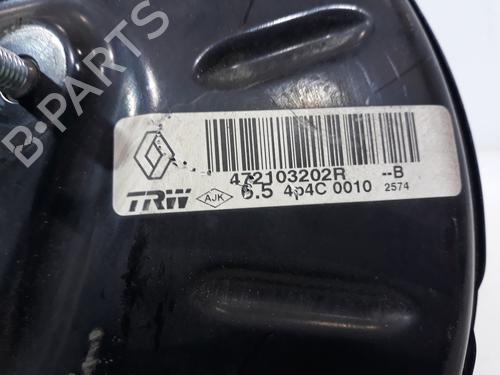 B-PARTS
472103202R --B
TRW AJK 6.5 4p4C 0010 2574